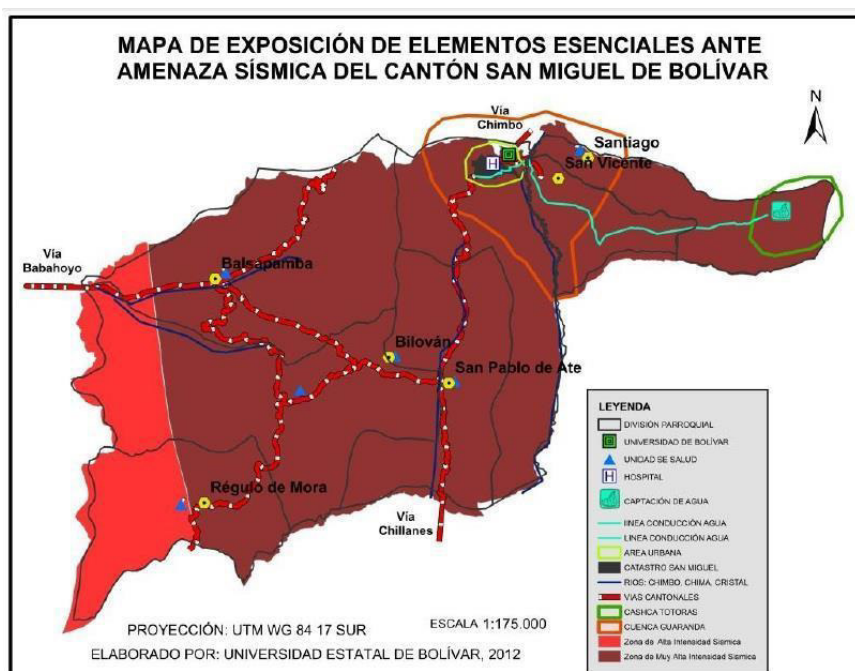 MAPA DE EXPOSICIÓN DE ELEMENTOS ESENCIALES ANTE
AMENAZA SÍSMICA DEL CANTÓN SAN MIGUEL DE BOLÍVAR
Vía
Chimbo
N
Santiago
San Vicente
H
Vía
Babahoyo
Balsapamba
Bilován
San Pablo de Ate
Régulo de Mora
Vía
Chillanes
LEYENDA
DIVISIÓN PARROQUIAL
UNIVERSIDAD DE BOLÍVAR
UNIDAD SE SALUD
H HOSPITAL
CAPTACIÓN DE AGUA
lINEA CONDUCCIÓN AGUA
LINEA CONDUCCIÓN AGUA
AREA URBANA
CATASTRO SAN MIGUEL
RIOS: CHIMBO, CHIMA, CRISTAL
VIAS CANTONALES
CASHCA TOTORAS
CUENCA GUARANDA
Zona de Alta Intensidad Sísmica
Zona de Muy Alta Intensidad Sísmica
PROYECCIÓN: UTM WG 84 17 SUR
ESCALA 1:175.000
ELABORADO POR: UNIVERSIDAD ESTATAL DE BOLÍVAR, 2012